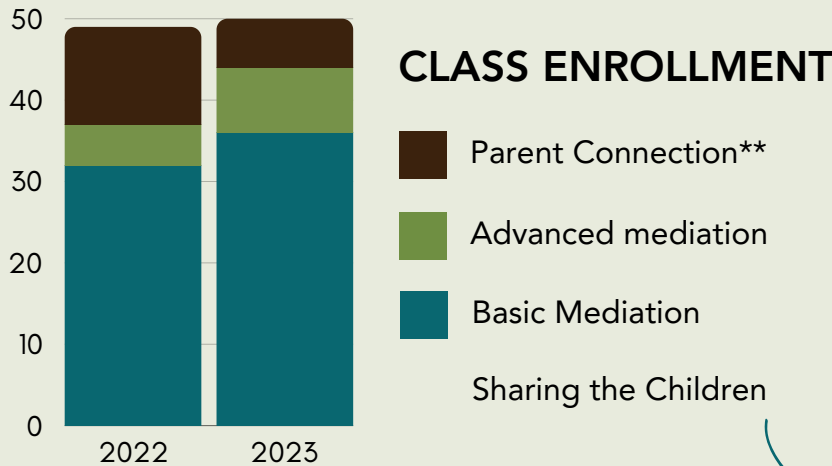 50
40
30
20
10
0
2022 2023
CLASS ENROLLMENT
Parent Connection**
Advanced mediation
Basic Mediation
Sharing the Children